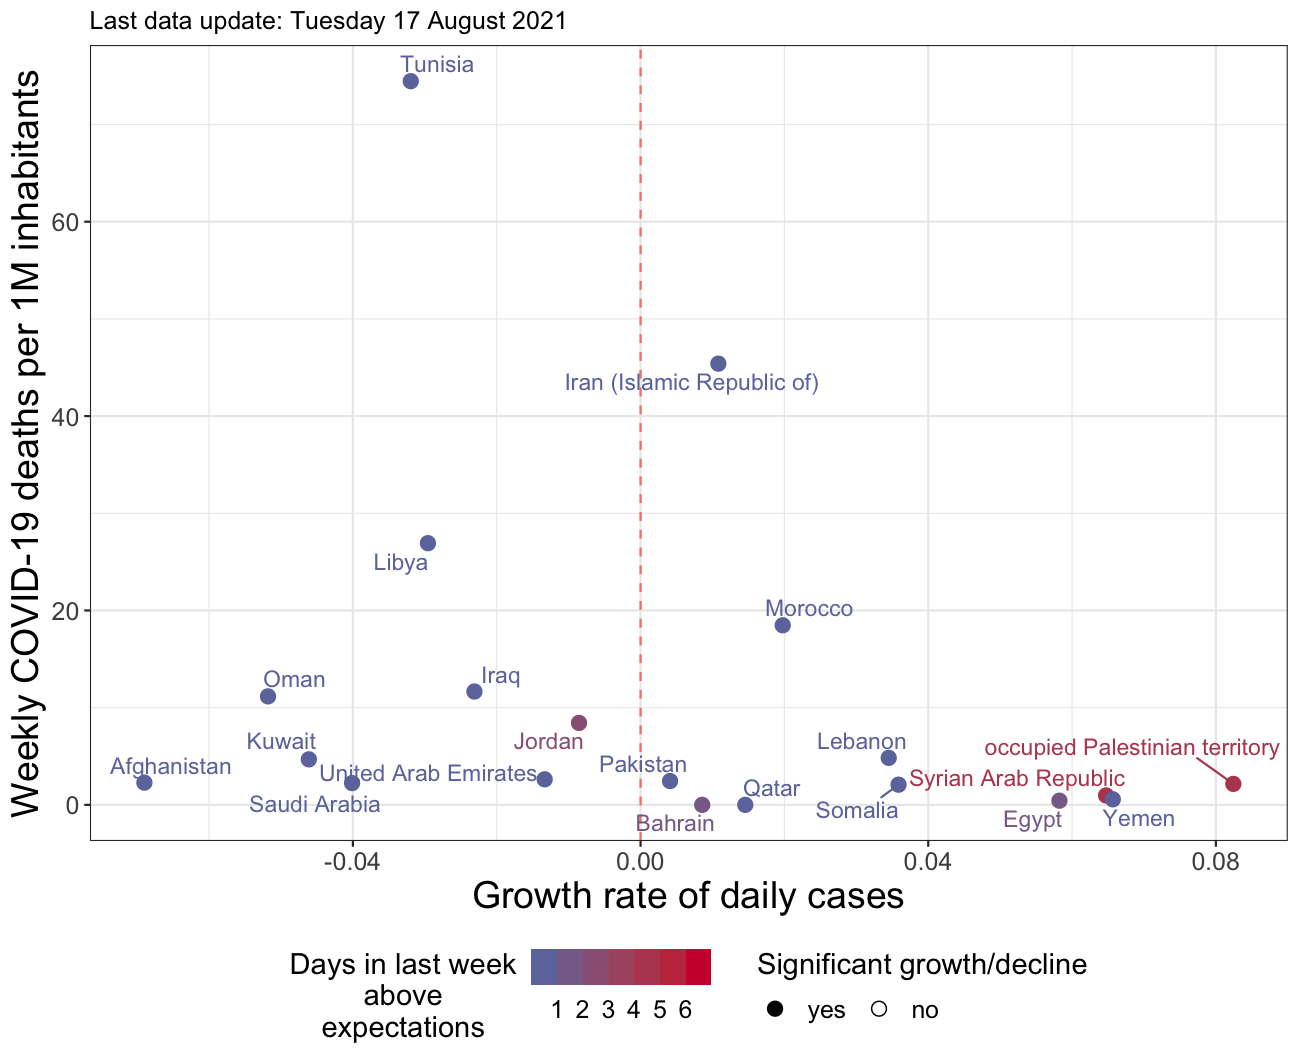 Last data update: Tuesday 17 August 2021
Weekly COVID-19 deaths per 1M inhabitants
60
40
20
0
Tunisia
Iran (Islamic Republic of)
Libya
Morocco
Oman
Iraq
Kuwait
Jordan
Lebanon
occupied Palestinian territory
Afghanistan
United Arab Emirates
Pakistan
Syrian Arab Republic
Saudi Arabia
Qatar
Somalia
Bahrain
Egypt
Yemen
-0.04
0.00
0.04
0.08
Growth rate of daily cases
Days in last week
above
expectations
1 2 3 4 5 6
Significant growth/decline
yes
no